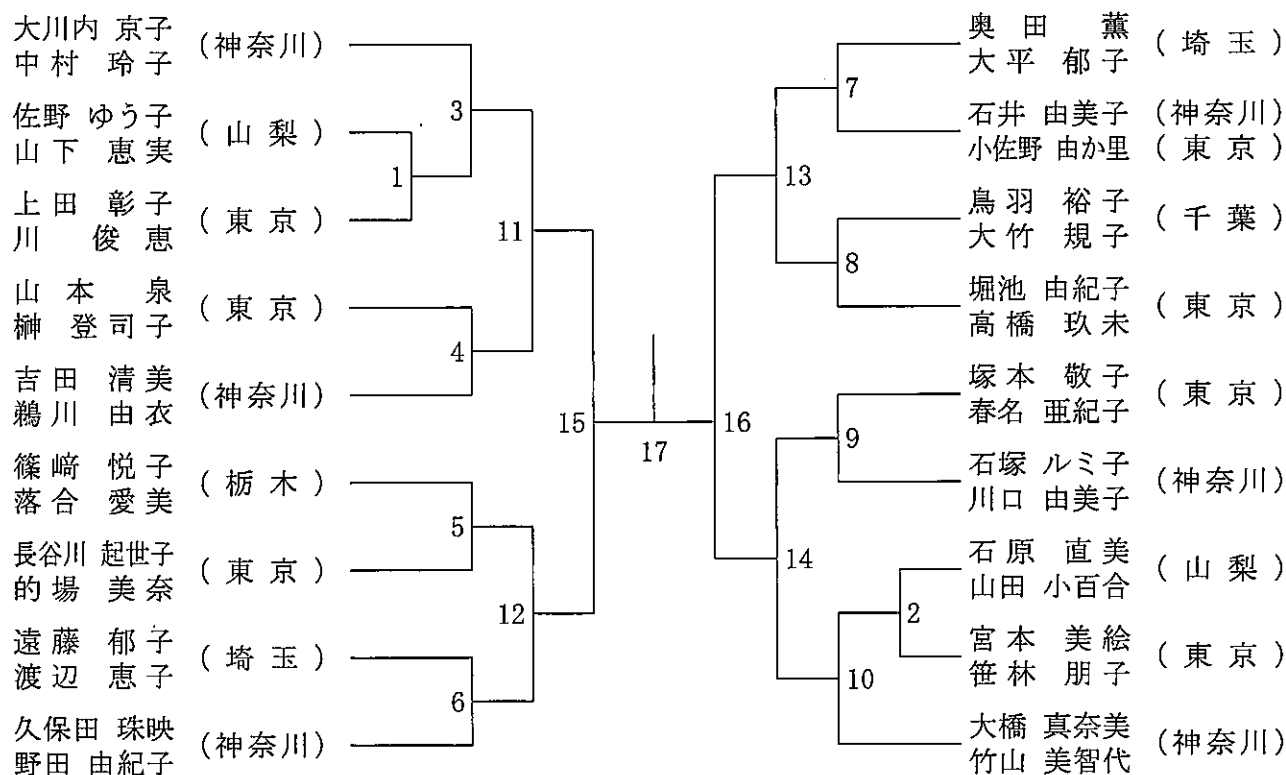 大川内 京子
中村 玲子
(神奈川)
佐野 ゆう子
山下 恵実
(山梨)
上田 彰子
川 俊恵
(東京)
山本 泉
榊 登司子
(東京)
吉田 清美
鵜川 由衣
(神奈川)
篠﨑 悦子
落合 愛美
(栃木)
長谷川 起世子
的場 美奈
(東京)
遠藤 郁子
渡辺 恵子
(埼玉)
久保田 珠映
野田 由紀子
(神奈川)
1
3
4
5
6
11
12
15
17
16
13
14
7
8
9
2
10
奥田 薫
大平 郁子
(埼玉)
石井 由美子 (神奈川)
小佐野 由か里 (東京)
鳥羽 裕子
大竹 規子
(千葉)
堀池 由紀子
高橋 玖未
(東京)
塚本 敬子
春名 亜紀子
(東京)
石塚 ルミ子
川口 由美子
(神奈川)
石原 直美
山田 小百合
(山梨)
宮本 美絵
笹林 朋子
(東京)
大橋 真奈美
竹山 美智代
(神奈川)